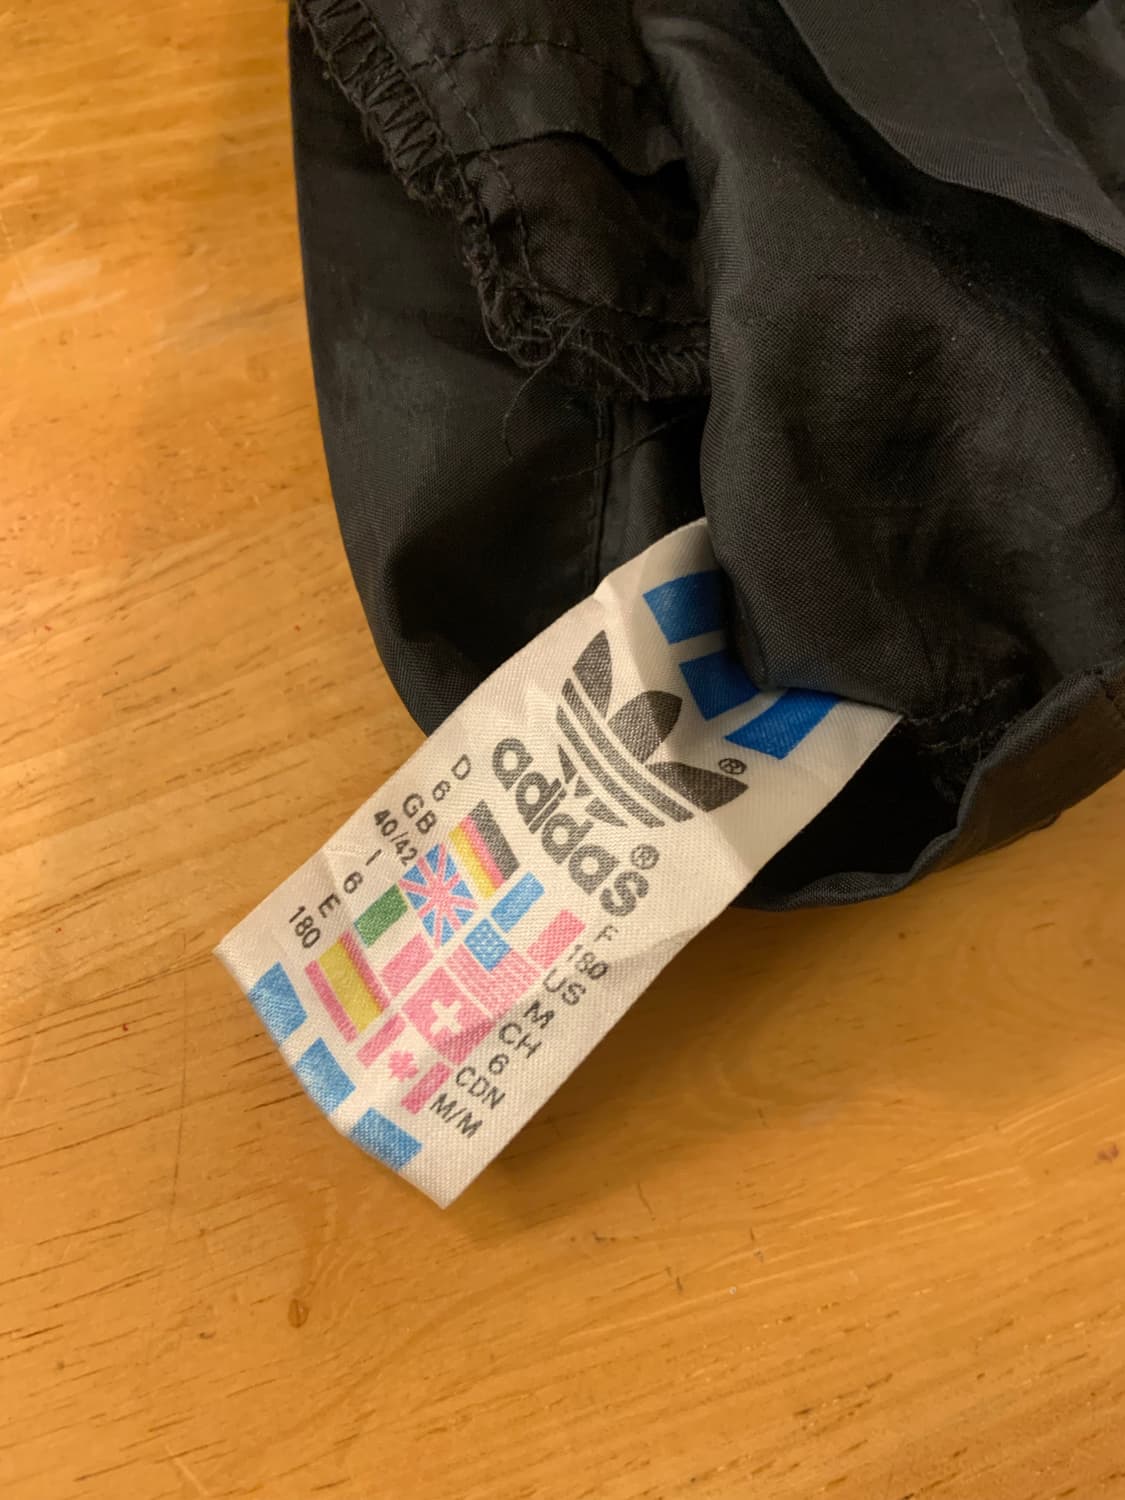 ®
adidas®
D
6
GB
40/42
I
6
E
180
F
180
US
M
CH
6
CDN
M/M